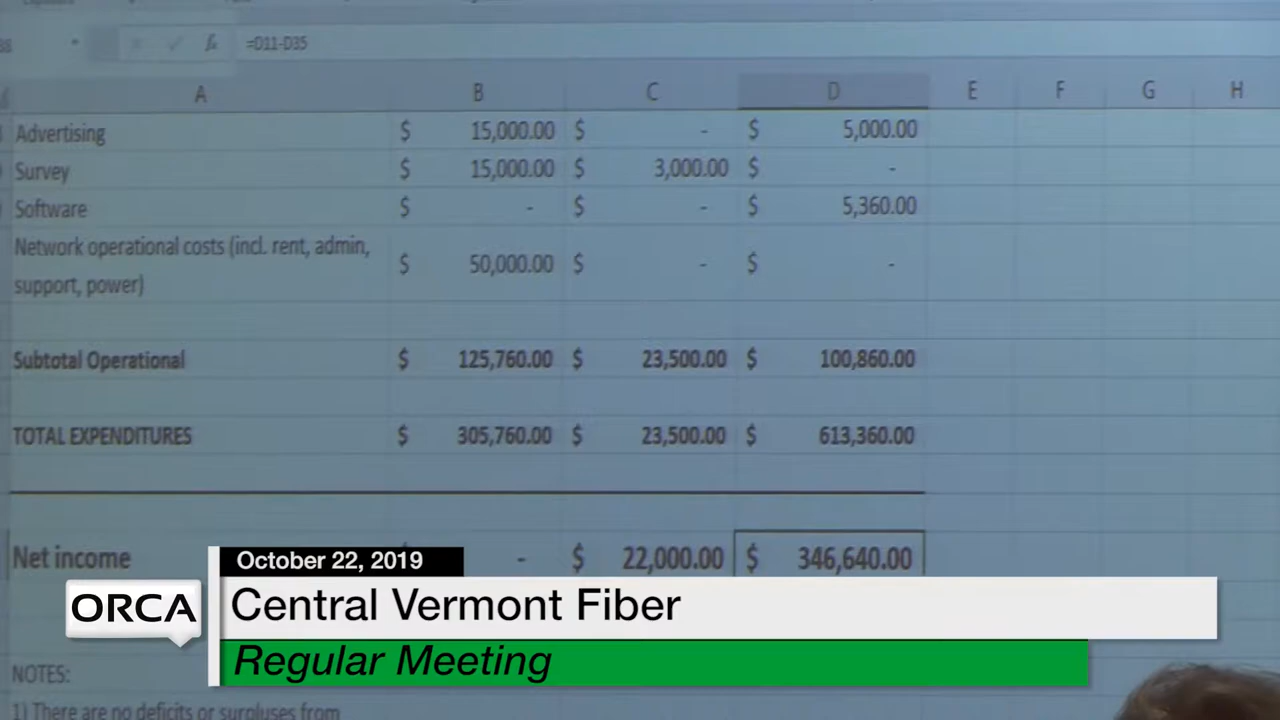 fx =D11-D35
A B C D E F G H
Advertising $ 15,000.00 $ - $ 5,000.00
Survey $ 15,000.00 $ 3,000.00 $ -
Software $ - $ - $ 5,360.00
Network operational costs (incl. rent, admin,
support, power) $ 50,000.00 $ - $ -
Subtotal Operational $ 125,760.00 $ 23,500.00 $ 100,860.00
TOTAL EXPENDITURES $ 305,760.00 $ 23,500.00 $ 613,360.00
Net income - $ 22,000.00 $ 346,640.00
October 22, 2019
ORCA
Central Vermont Fiber
Regular Meeting
NOTES:
1) There are no deficits or surpluses from